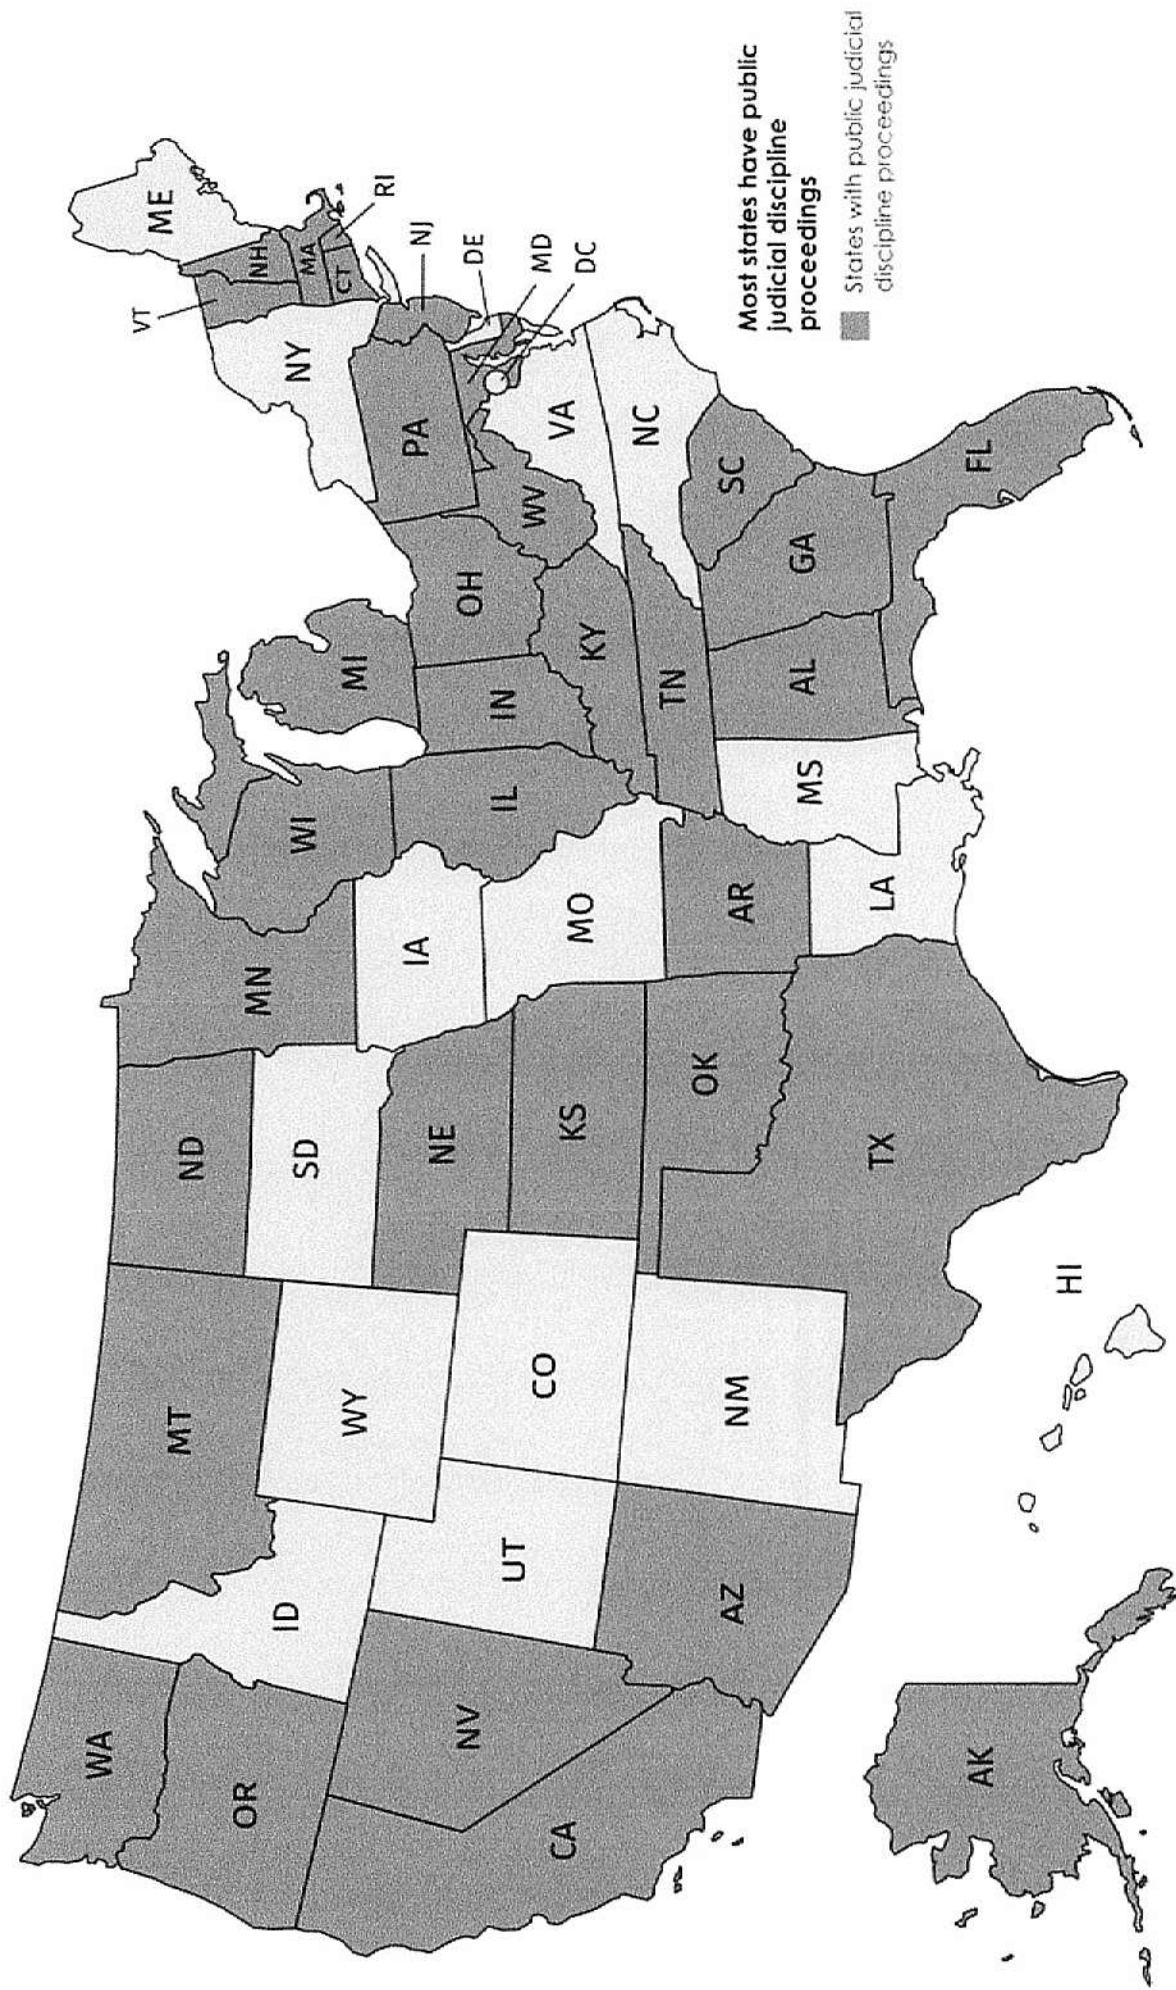 WA
OR
CA
NV
ID
MT
WY
UT
AZ
CO
NM
ND
SD
NE
KS
OK
TX
MN
IA
MO
AR
LA
WI
IL
MI
IN
OH
KY
TN
MS
AL
GA
FL
SC
NC
VA
WV
PA
NY
VT
NH
MA
CT
ME
RI
NJ
DE
MD
DC
AK
HI
Most states have public
judicial discipline
proceedings
States with public judicial
discipline proceedings